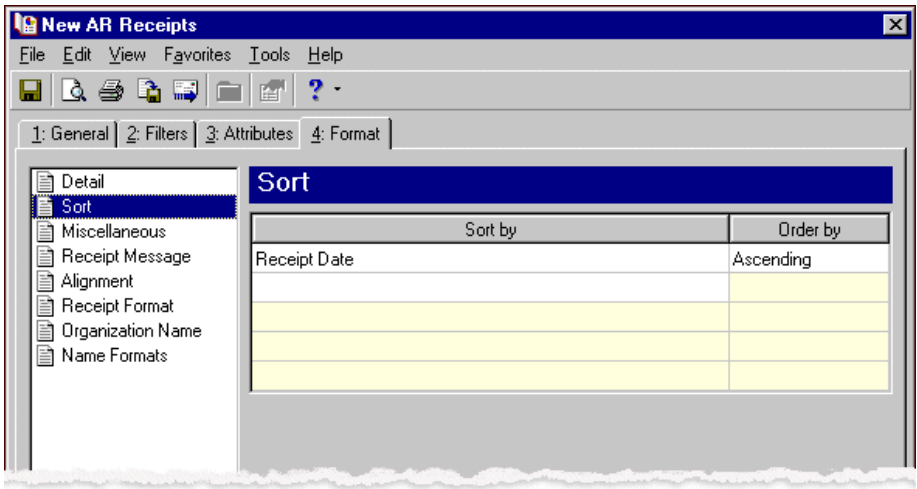 New AR Receipts
File Edit View Favorites Tools Help
?
1: General 2: Filters 3: Attributes 4: Format
Detail
Sort
Miscellaneous
Receipt Message
Alignment
Receipt Format
Organization Name
Name Formats
Sort
Sort by Order by
Receipt Date Ascending